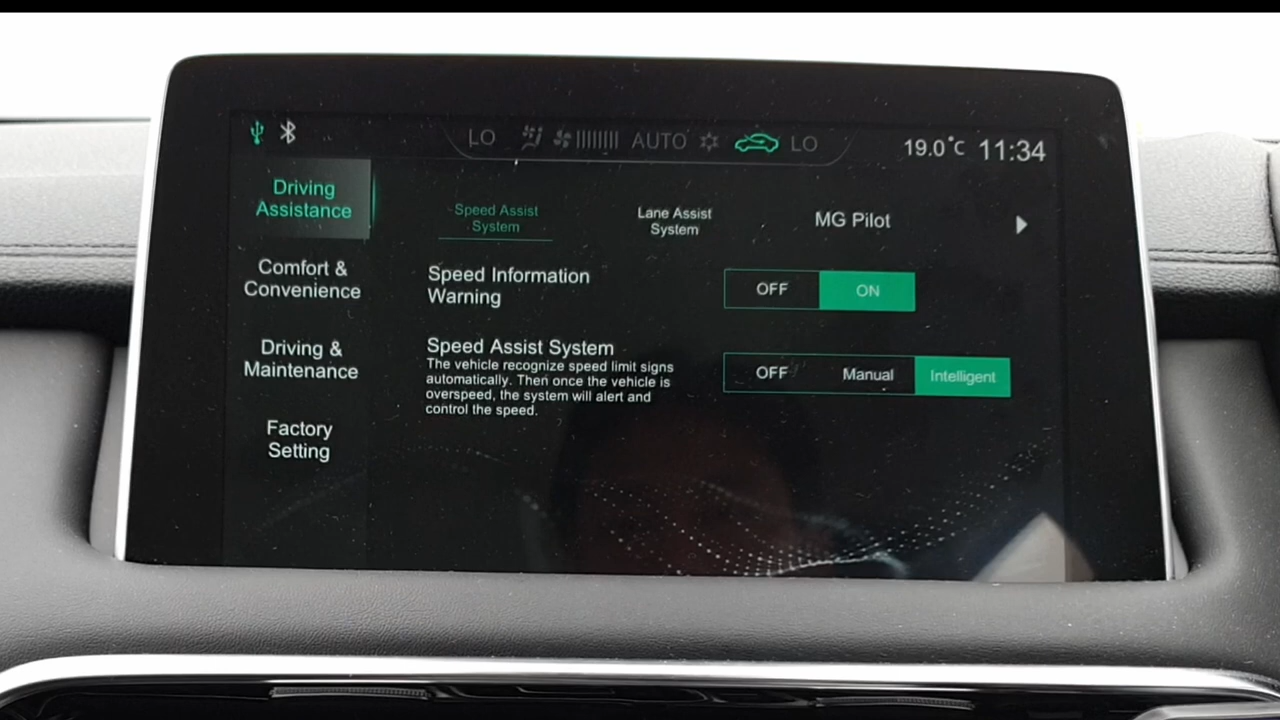 LO AUTO LO 19.0°C 11:34
Driving
Assistance
Comfort &
Convenience
Driving &
Maintenance
Factory
Setting
Speed Assist
System
Lane Assist
System
MG Pilot
Speed Information
Warning
OFF ON
Speed Assist System
The vehicle recognize speed limit signs
automatically. Then once the vehicle is
overspeed, the system will alert and
control the speed.
OFF Manual Intelligent